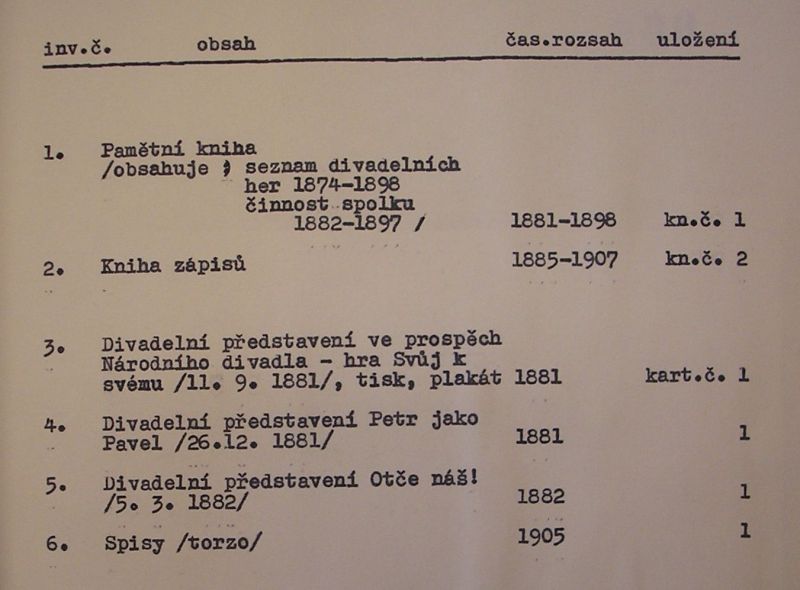 inv.č. obsah čas.rozsah uložení
1. Pamětní kniha
/obsahuje ; seznam divadelních
her 1874-1898
činnost spolku
1882-1897 / 1881-1898 kn.č. 1
2. Kniha zápisů 1885-1907 kn.č. 2
3. Divadelní představení ve prospěch
Národního divadla - hra Svůj k
svému /11. 9. 1881/, tisk, plakát 1881 kart.č. 1
4. Divadelní představení Petr jako
Pavel /26.12. 1881/ 1881 1
5. Divadelní představení Otče náš!
/5. 3. 1882/ 1882 1
6. Spisy /torzo/ 1905 1